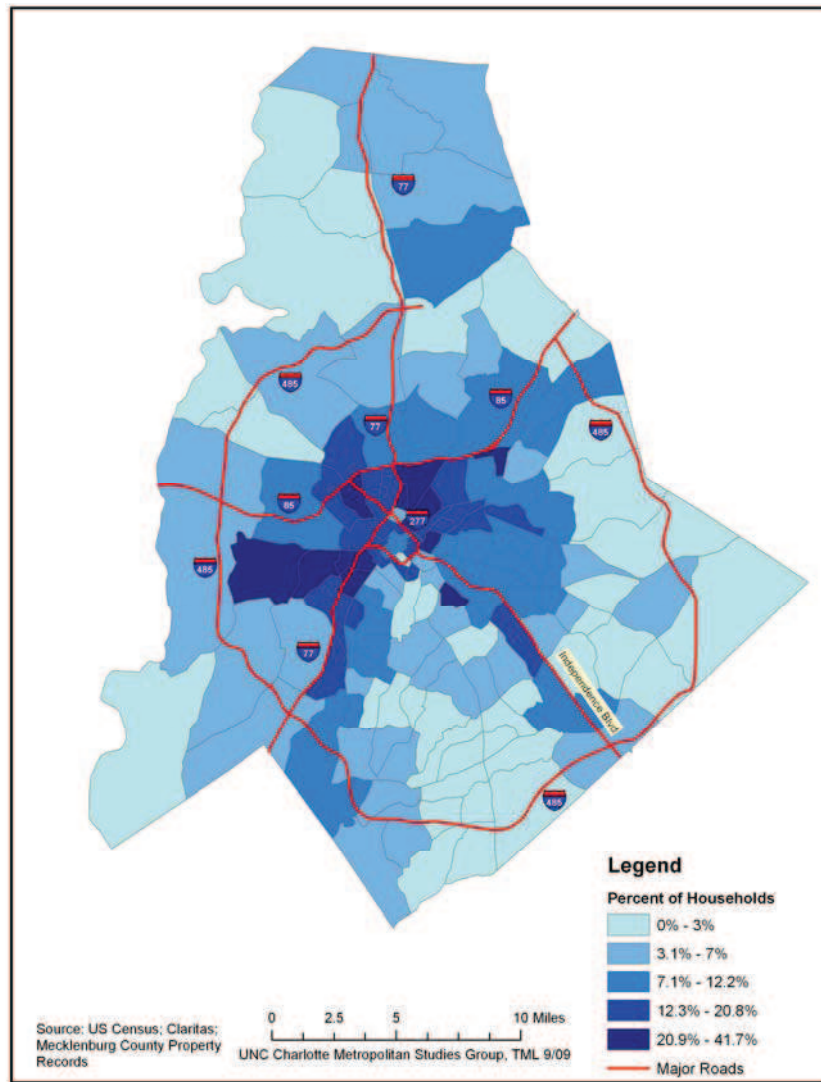 77
485
85
77
485
85
277
485
77
Independence Blvd
485
Legend
Percent of Households
0% - 3%
3.1% - 7%
7.1% - 12.2%
12.3% - 20.8%
20.9% - 41.7%
Major Roads
0 2.5 5 10 Miles
Source: US Census; Claritas;
Mecklenburg County Property
Records
UNC Charlotte Metropolitan Studies Group, TML 9/09